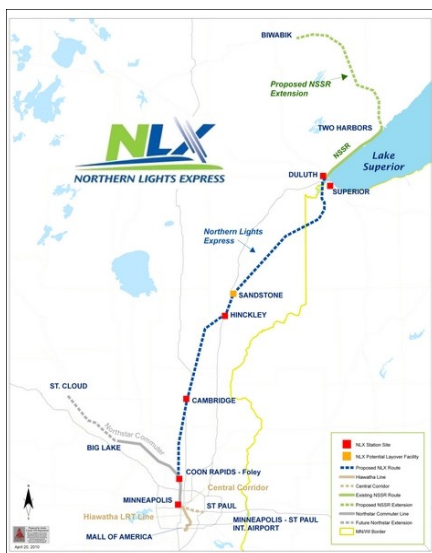 BIWABIK
Proposed NSSR
Extension
TWO HARBORS
NSSR
Lake
Superior
NLX
NORTHERN LIGHTS EXPRESS
DULUTH
SUPERIOR
Northern Lights
Express
SANDSTONE
HINCKLEY
ST. CLOUD
CAMBRIDGE
Northstar Commuter
BIG LAKE
COON RAPIDS - Foley
Central Corridor
MINNEAPOLIS
ST PAUL
Hiawatha LRT Line
MINNEAPOLIS - ST PAUL
INT. AIRPORT
MALL OF AMERICA
NLX Station Site
NLX Potential Layover Facility
Proposed NLX Route
Hiawatha Line
Central Corridor
Existing NSSR Route
Proposed NSSR Extension
Northstar Commuter Line
Future Northstar Extension
MN/WI Border
N
April 20, 2010